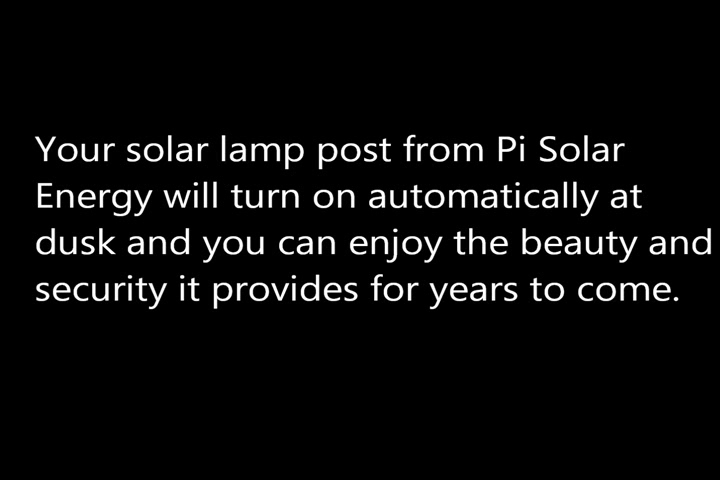 Your solar lamp post from Pi Solar
Energy will turn on automatically at
dusk and you can enjoy the beauty and
security it provides for years to come.